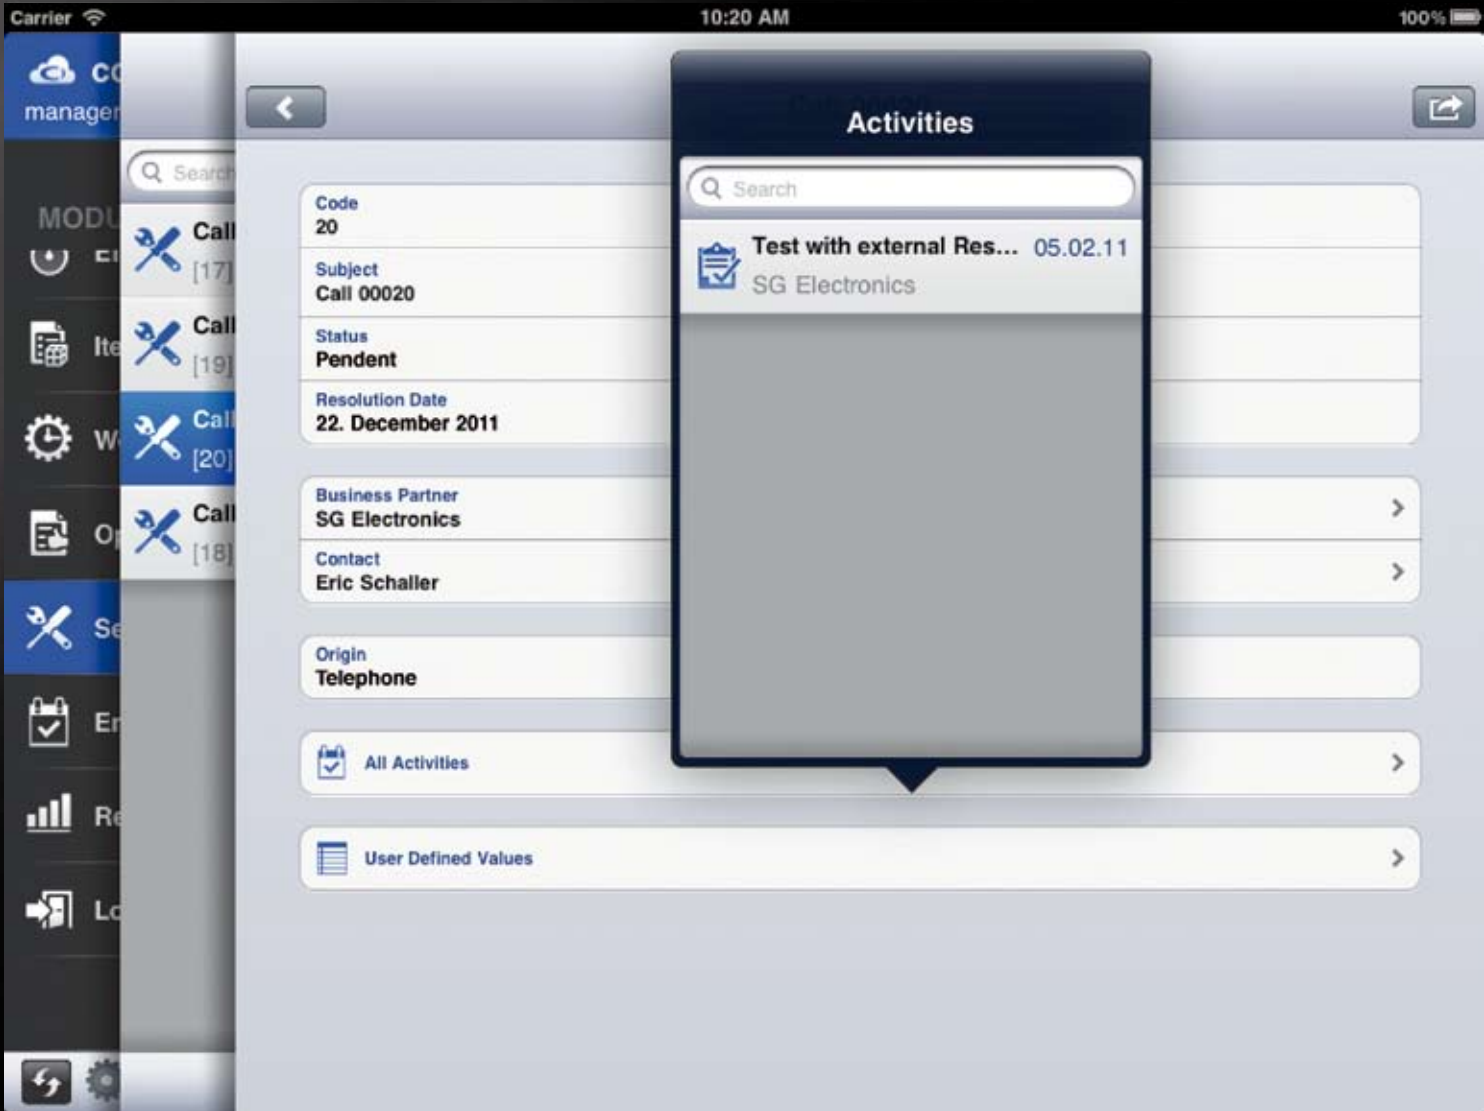 Carrier
10:20 AM
100%
manager
Search
Call
[17]
Call
[19]
Call
[20]
Call
[18]
Code
20
Subject
Call 00020
Status
Pendent
Resolution Date
22. December 2011
Business Partner
SG Electronics
Contact
Eric Schaller
Origin
Telephone
All Activities
User Defined Values
Activities
Search
Test with external Res... 05.02.11
SG Electronics